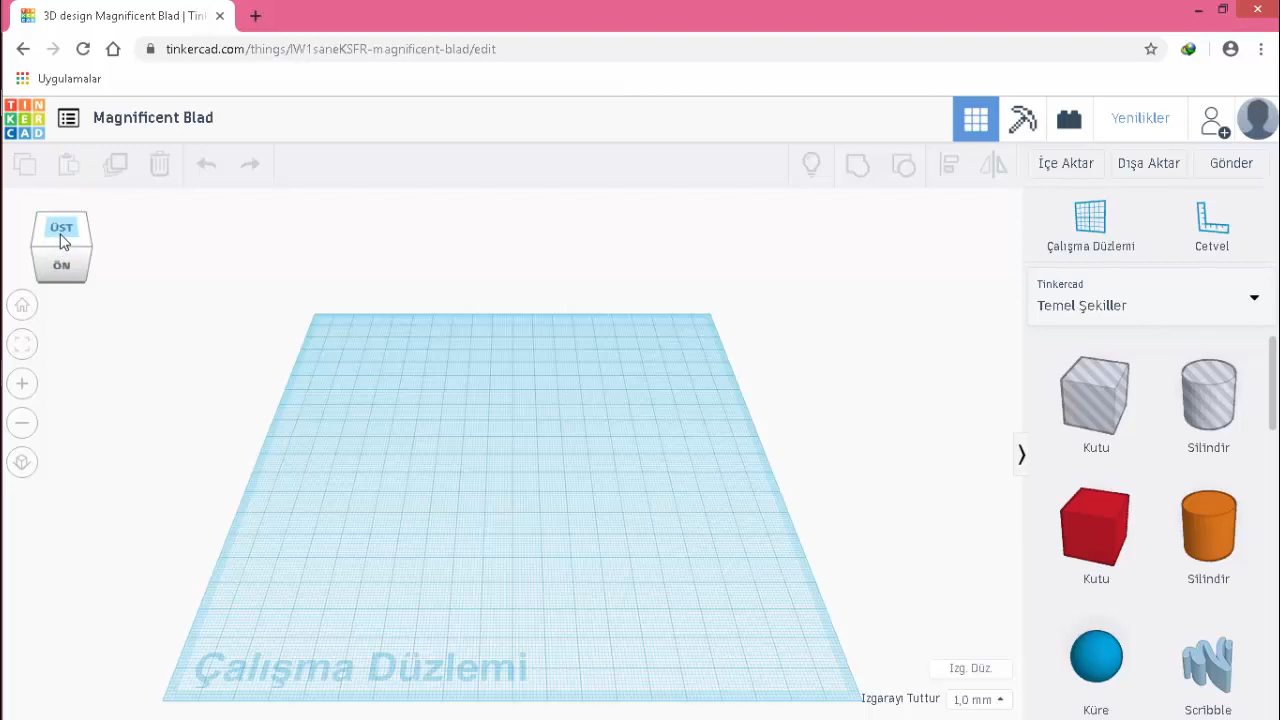 3D design Magnificent Blad | Tin
tinkercad.com/things/IW1saneKSFR-magnificent-blad/edit
Uygulamalar
TIN
KER
CAD
Magnificent Blad
Yenilikler
İçe Aktar
Dışa Aktar
Gönder
ÜST
ÖN
Çalışma Düzlemi
Cetvel
Tinkercad
Temel Şekiller
Kutu
Silindir
Kutu
Silindir
Küre
Scribble
Çalışma Düzlemi
Izg. Düz.
Izgarayı Tuttur
1,0 mm